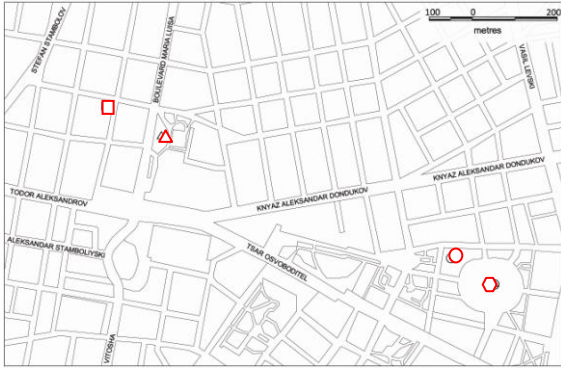 100 0 200
metres
STEFAN STAMBOLOV
BOULEVARD MARIA LUISA
VASIL LEVSKI
KNYAZ ALEKSANDAR DONDUKOV
TODOR ALEKSANDROV
KNYAZ ALEKSANDAR DONDUKOV
ALEKSANDAR STAMBOLIYSKI
TSAR OSVOBODITEL
VITOSHA